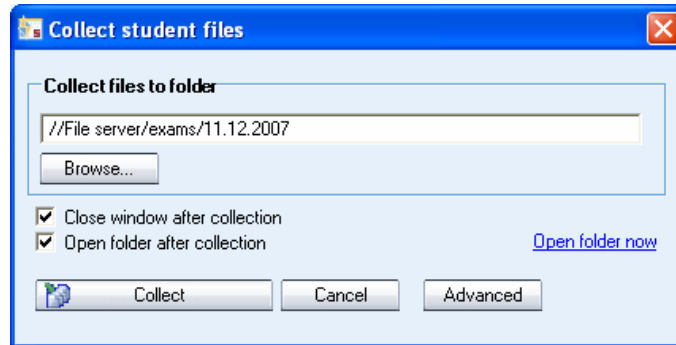 Collect student files
Collect files to folder
//File server/exams/11.12.2007
Browse...
Close window after collection
Open folder after collection
Open folder now
Collect
Cancel
Advanced